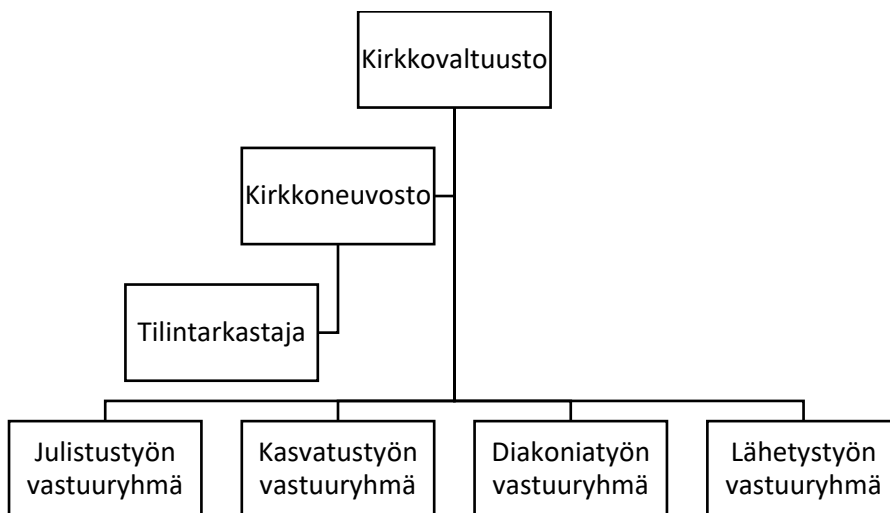 Kirkkovaltuusto
Kirkkoneuvosto
Tilintarkastaja
Julistustyön
vastuuryhmä
Kasvatustyön
vastuuryhmä
Diakoniatyön
vastuuryhmä
Lähetystyön
vastuuryhmä